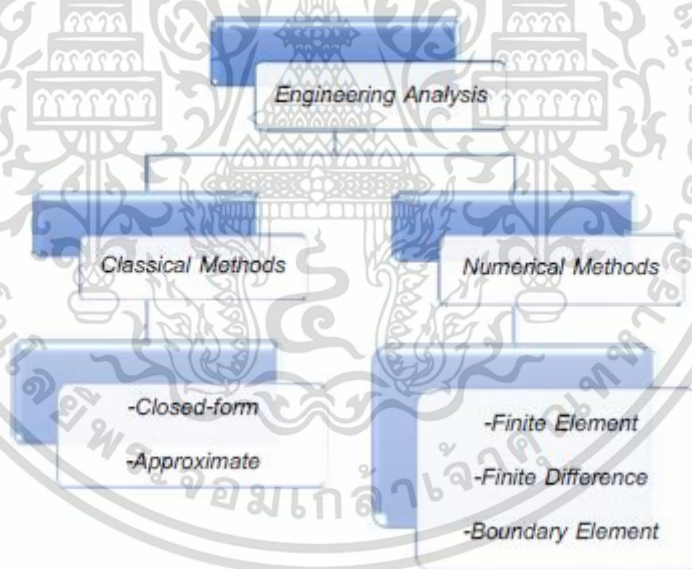 Engineering Analysis
Classical Methods
Numerical Methods
-Closed-form
-Approximate
-Finite Element
-Finite Difference
-Boundary Element